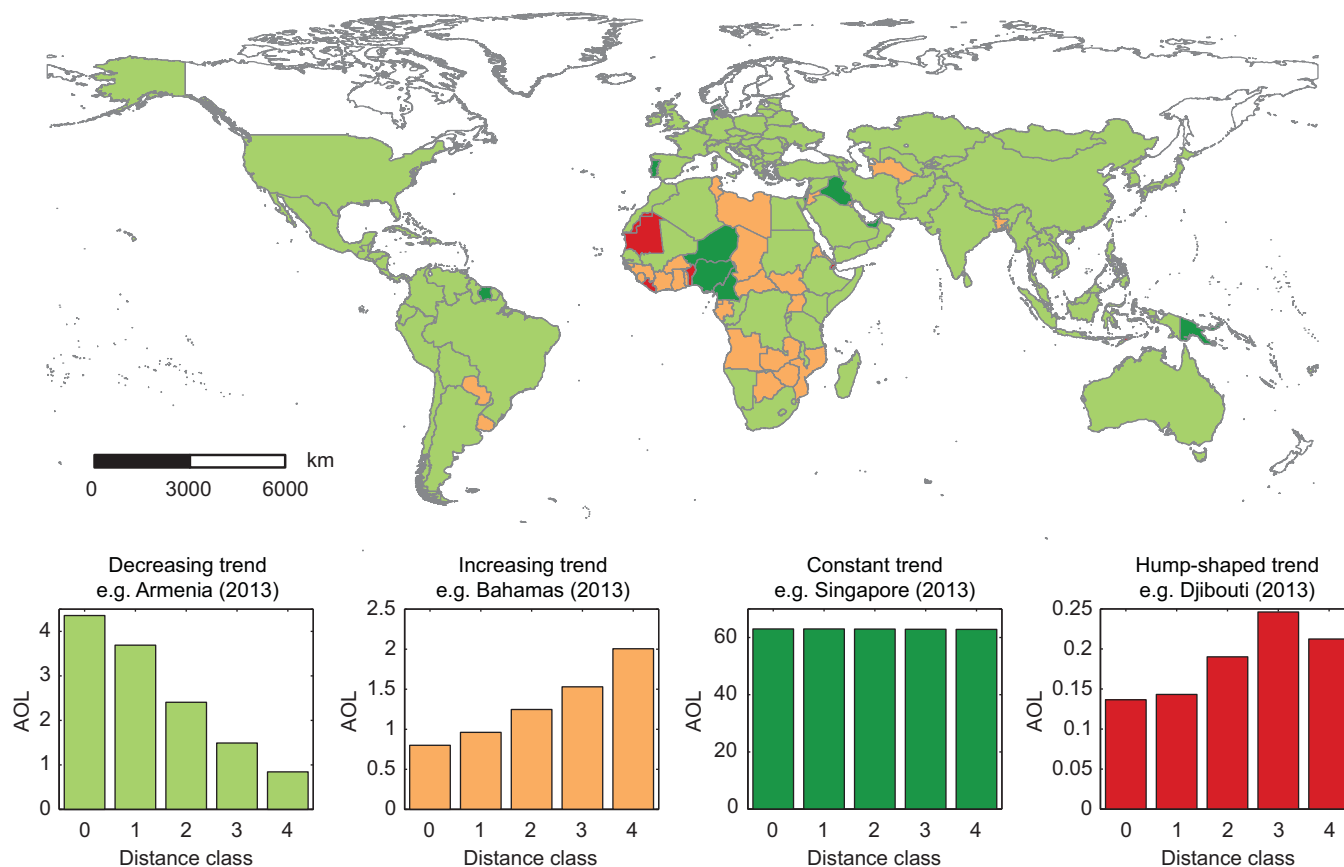 km
0 3000 6000
Decreasing trend
e.g. Armenia (2013)
4
3
2
1
0
AOL
0 1 2 3 4
Distance class
Increasing trend
e.g. Bahamas (2013)
2.5
2
1.5
1
0.5
0
AOL
0 1 2 3 4
Distance class
Constant trend
e.g. Singapore (2013)
60
40
20
0
AOL
0 1 2 3 4
Distance class
Hump-shaped trend
e.g. Djibouti (2013)
0.25
0.2
0.15
0.1
0.05
0
AOL
0 1 2 3 4
Distance class